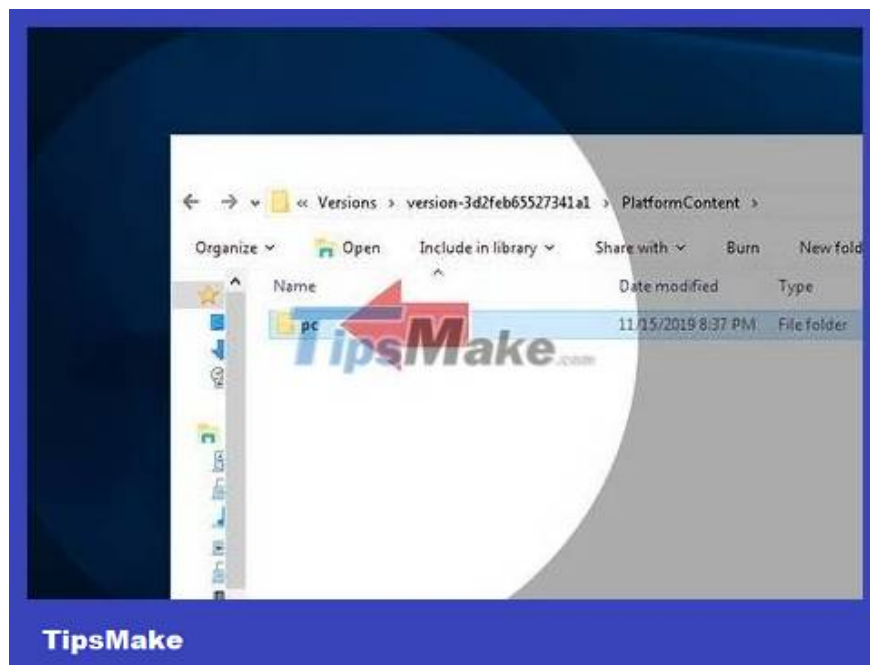 « Versions > version-3d2feb65527341a1 > PlatformContent >
Organize Open Include in library Share with Burn New fold
Name Date modified Type
pc 11/15/2019 8:37 PM File folder
TipsMake.com
TipsMake